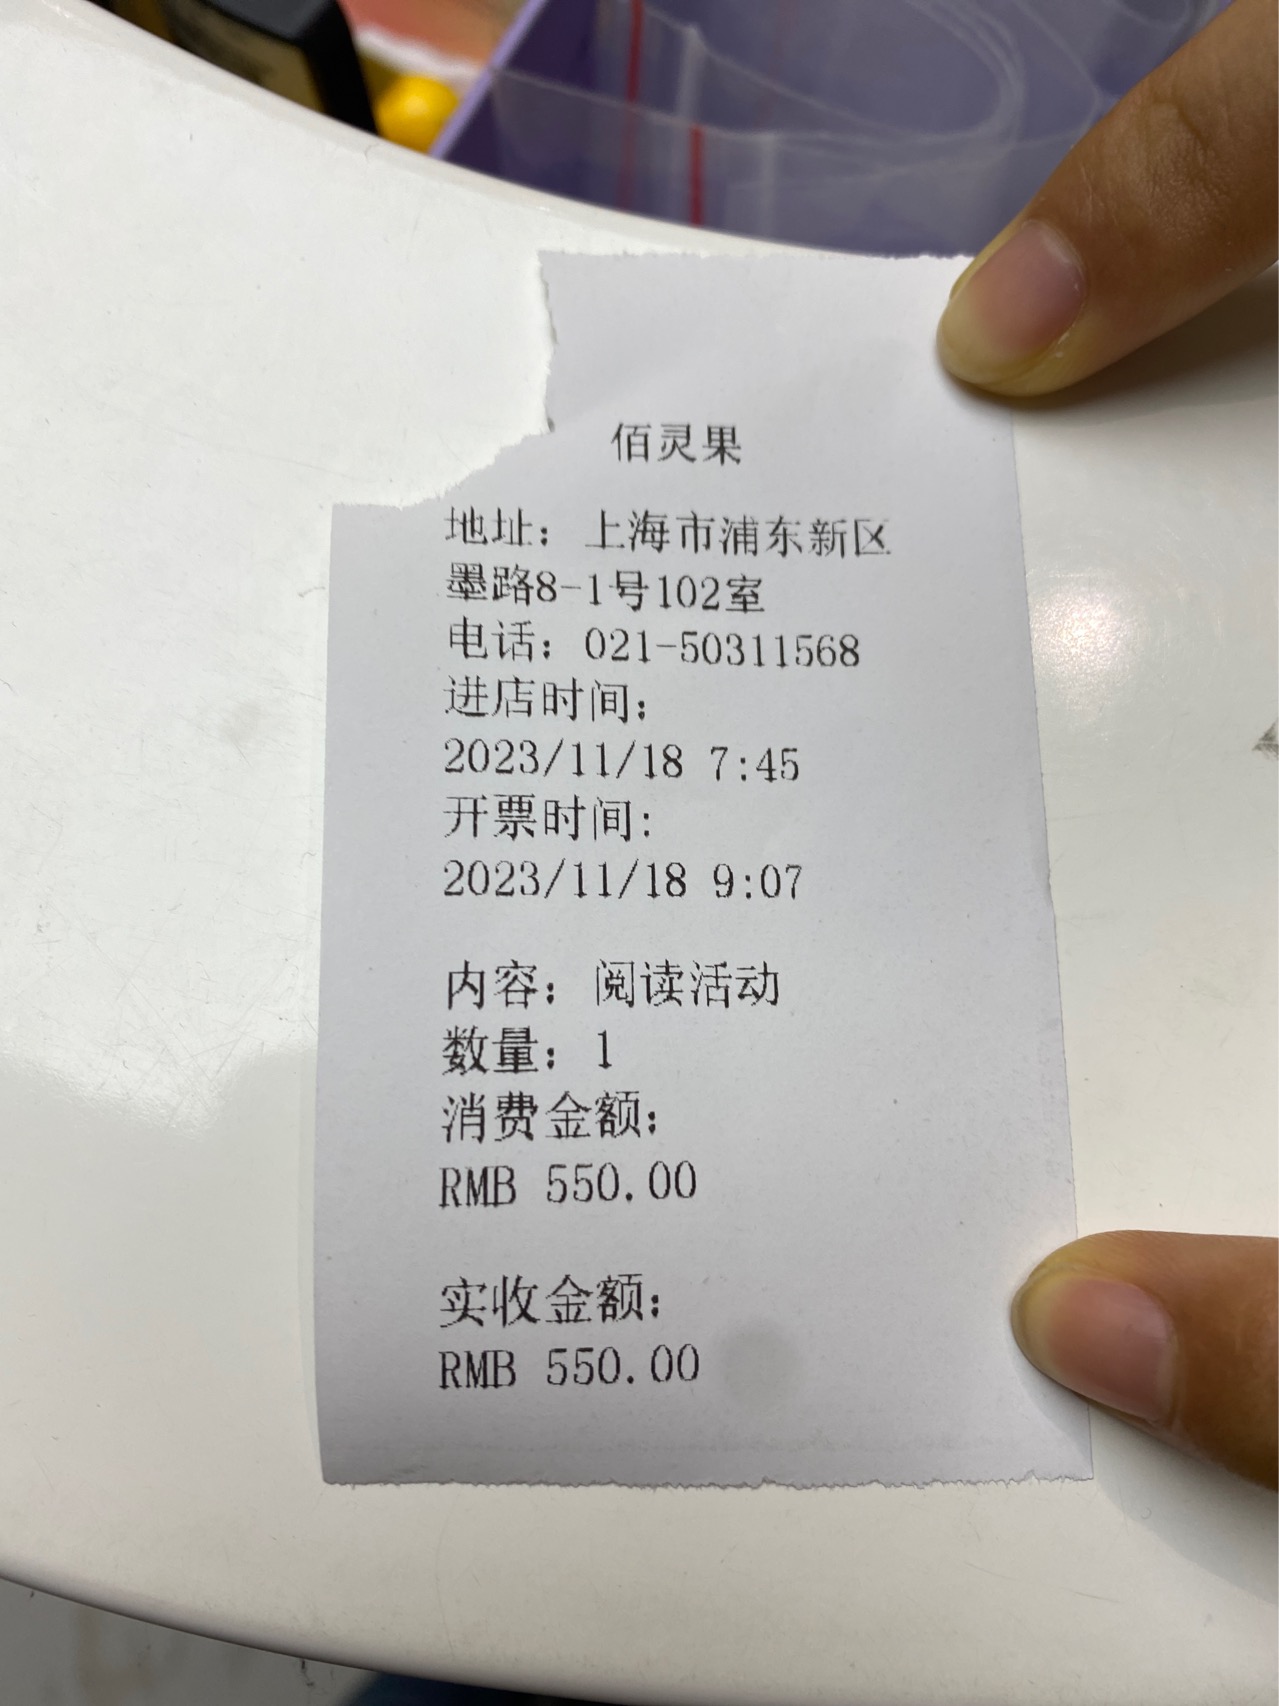 佰灵果
地址：上海市浦东新区
墨路8-1号102室
电话：021-50311568
进店时间：
2023/11/18 7:45
开票时间:
2023/11/18 9:07
内容：阅读活动
数量：1
消费金额：
RMB 550.00
实收金额：
RMB 550.00